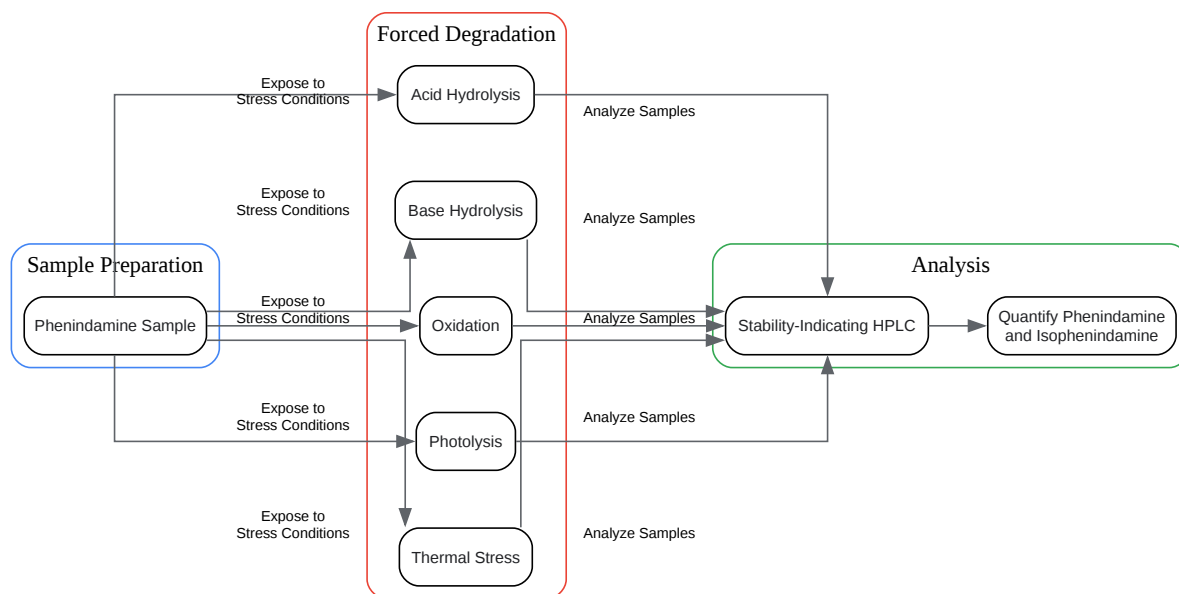 Forced Degradation
Expose to
Stress Conditions
Acid Hydrolysis
Analyze Samples
Expose to
Stress Conditions
Base Hydrolysis
Analyze Samples
Sample Preparation
Analysis
Phenindamine Sample
Expose to
Stress Conditions
Oxidation
Analyze Samples
Stability-Indicating HPLC
Quantify Phenindamine
and Isophenindamine
Expose to
Stress Conditions
Photolysis
Analyze Samples
Expose to
Stress Conditions
Thermal Stress
Analyze Samples